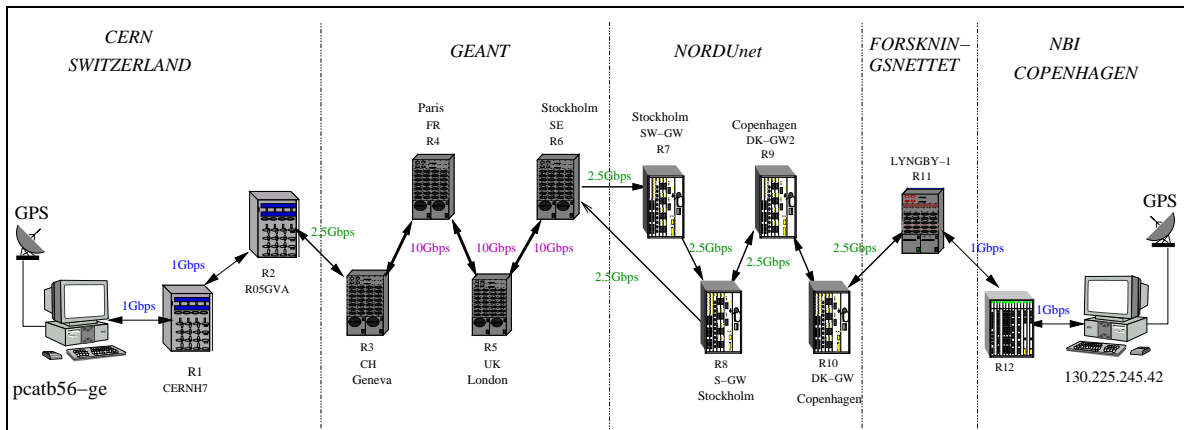 CERN
SWITZERLAND
GEANT
NORDUnet
FORSKNIN–
GSNETTET
NBI
COPENHAGEN
GPS
pcatb56–ge
1Gbps
R1
CERNH7
1Gbps
R2
R05GVA
2.5Gbps
R3
CH
Geneva
10Gbps
Paris
FR
R4
10Gbps
R5
UK
London
10Gbps
Stockholm
SE
R6
2.5Gbps
2.5Gbps
Stockholm
SW–GW
R7
2.5Gbps
R8
S–GW
Stockholm
2.5Gbps
Copenhagen
DK–GW2
R9
2.5Gbps
R10
DK–GW
Copenhagen
2.5Gbps
LYNGBY–1
R11
1Gbps
R12
1Gbps
GPS
130.225.245.42